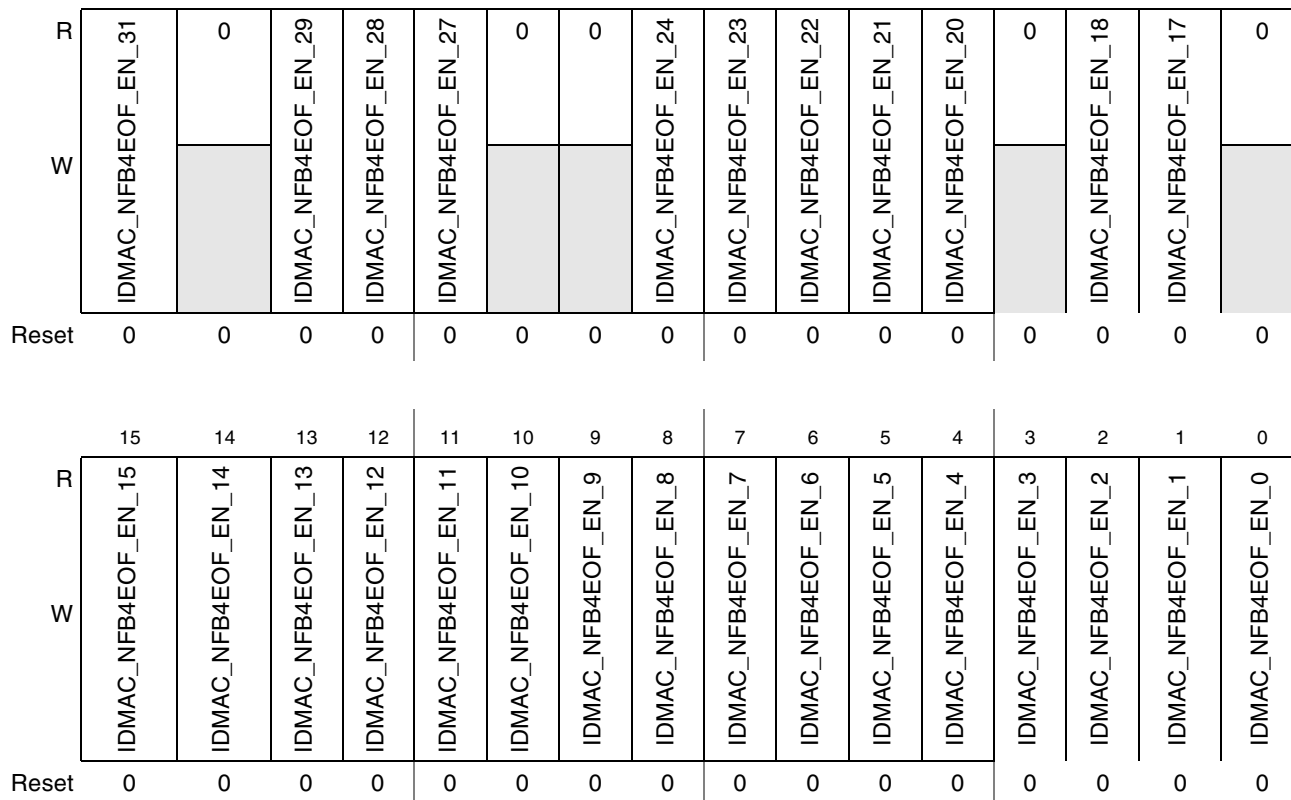 R IDMAC_NFB4EOF_EN_31 0 IDMAC_NFB4EOF_EN_29 IDMAC_NFB4EOF_EN_28 IDMAC_NFB4EOF_EN_27 0 0 IDMAC_NFB4EOF_EN_24 IDMAC_NFB4EOF_EN_23 IDMAC_NFB4EOF_EN_22 IDMAC_NFB4EOF_EN_21 IDMAC_NFB4EOF_EN_20 0 IDMAC_NFB4EOF_EN_18 IDMAC_NFB4EOF_EN_17 0
W
Reset 0 0 0 0 0 0 0 0 0 0 0 0 0 0 0 0
15 14 13 12 11 10 9 8 7 6 5 4 3 2 1 0
R IDMAC_NFB4EOF_EN_15 IDMAC_NFB4EOF_EN_14 IDMAC_NFB4EOF_EN_13 IDMAC_NFB4EOF_EN_12 IDMAC_NFB4EOF_EN_11 IDMAC_NFB4EOF_EN_10 IDMAC_NFB4EOF_EN_9 IDMAC_NFB4EOF_EN_8 IDMAC_NFB4EOF_EN_7 IDMAC_NFB4EOF_EN_6 IDMAC_NFB4EOF_EN_5 IDMAC_NFB4EOF_EN_4 IDMAC_NFB4EOF_EN_3 IDMAC_NFB4EOF_EN_2 IDMAC_NFB4EOF_EN_1 IDMAC_NFB4EOF_EN_0
W
Reset 0 0 0 0 0 0 0 0 0 0 0 0 0 0 0 0